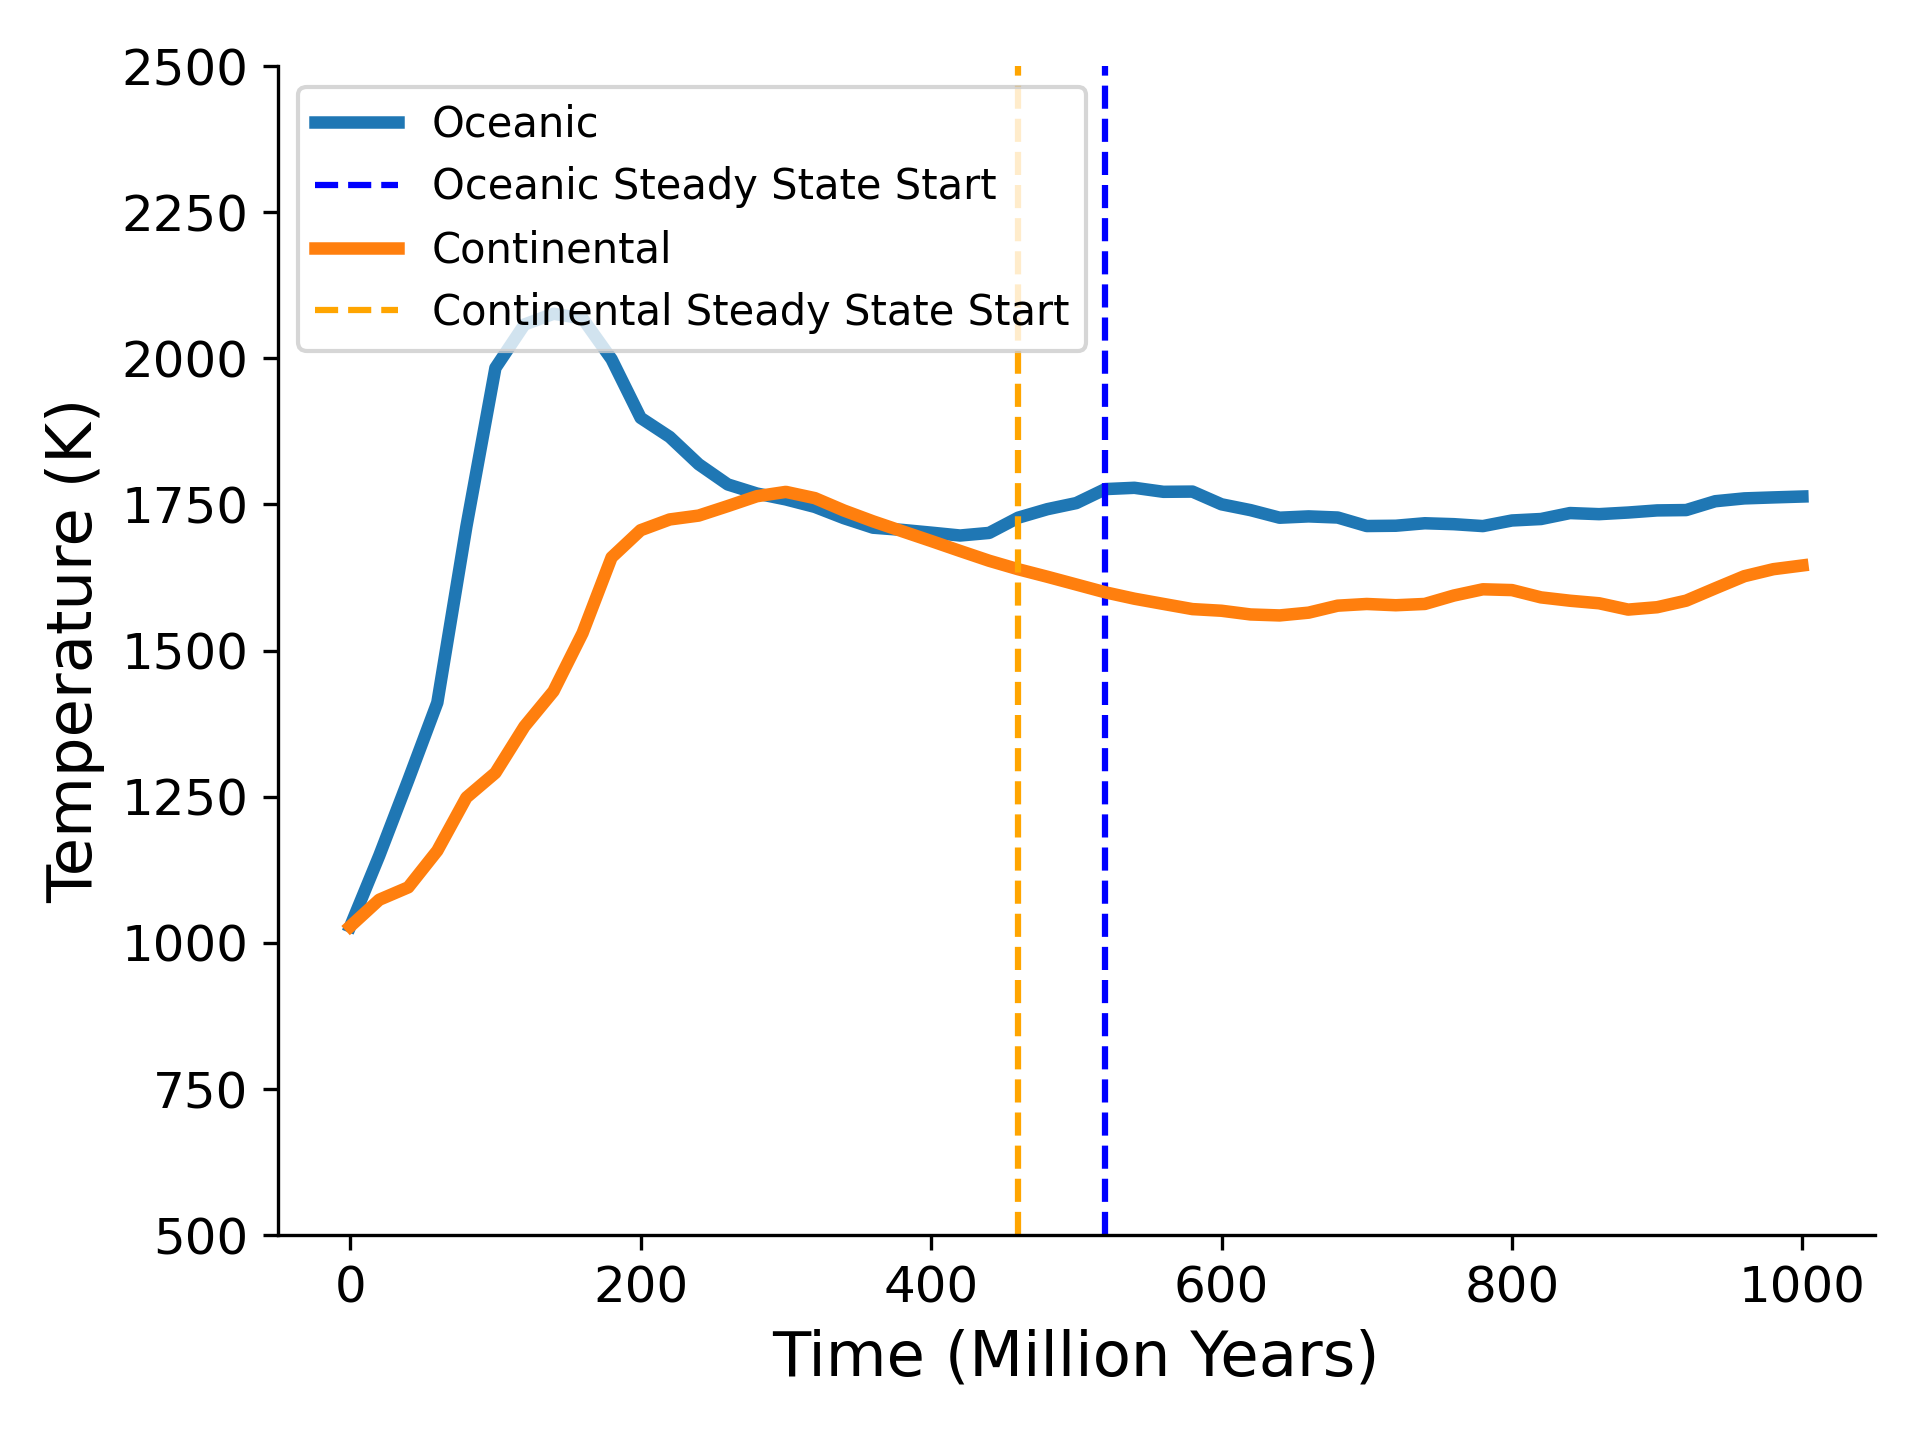 2500
2250
2000
1750
1500
1250
1000
750
500
Temperature (K)
Oceanic
Oceanic Steady State Start
Continental
Continental Steady State Start
0 200 400 600 800 1000
Time (Million Years)